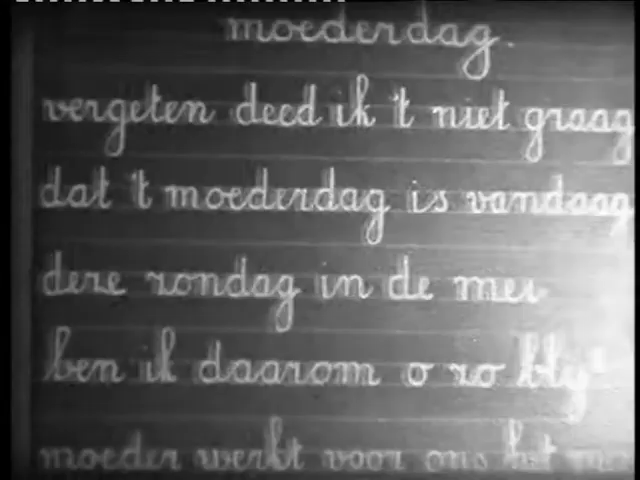 moederdag.
vergeten deed ik 't niet graag
dat 't moederdag is vandaag
deze zondag in de mei
ben ik daarom o zo blij
moeder werkt voor ons het